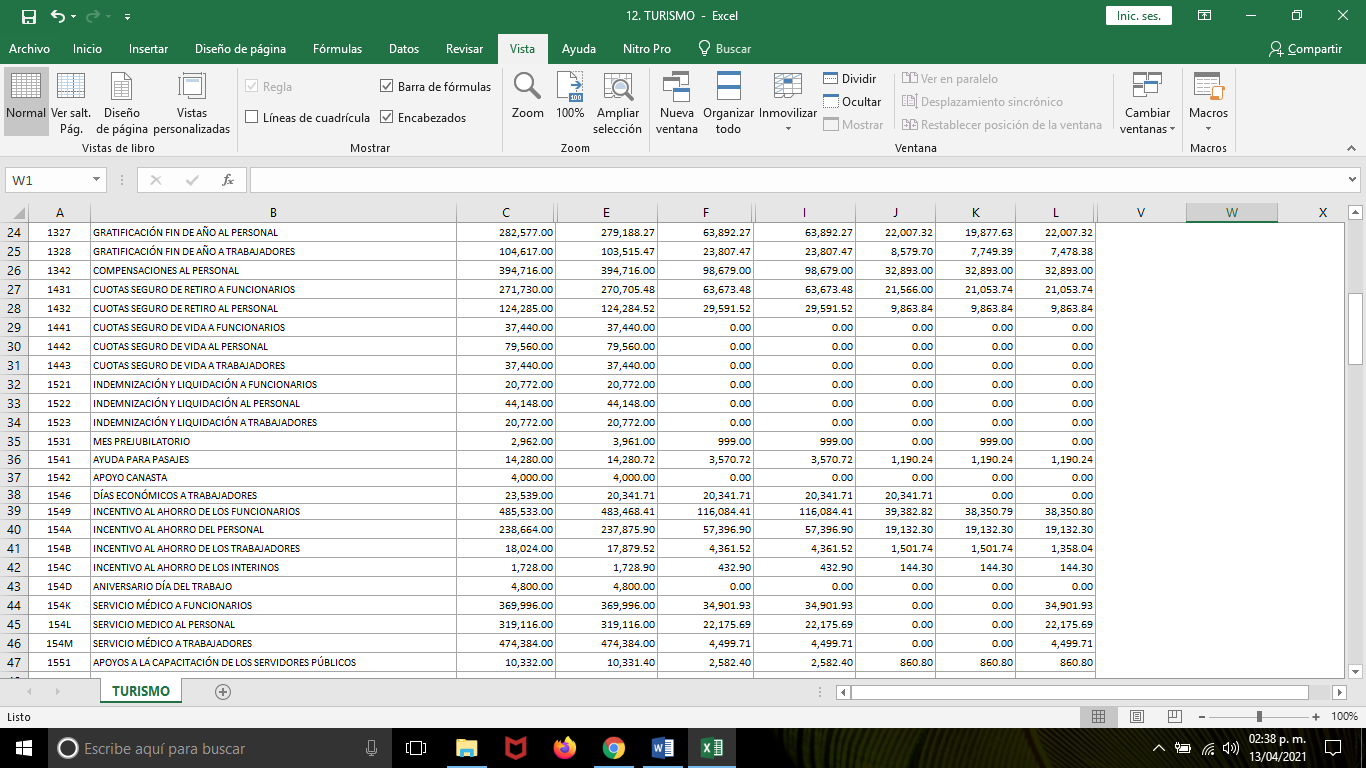 12. TURISMO - Excel
Inic. ses.
Archivo Inicio Insertar Diseño de página Fórmulas Datos Revisar Vista Ayuda Nitro Pro Buscar Compartir
Normal
Ver salt. Pág.
Diseño de página
Vistas personalizadas
Vistas de libro
Regla
Barra de fórmulas
Líneas de cuadrícula
Encabezados
Mostrar
Zoom
100
100%
Ampliar selección
Zoom
Nueva ventana
Organizar todo
Inmovilizar
Dividir
Ocultar
Mostrar
Ver en paralelo
Desplazamiento sincrónico
Restablecer posición de la ventana
Cambiar ventanas
Ventana
Macros
Macros
W1
fx
A B C E F I J K L V W X
24 1327 GRATIFICACIÓN FIN DE AÑO AL PERSONAL 282,577.00 279,188.27 63,892.27 63,892.27 22,007.32 19,877.63 22,007.32
25 1328 GRATIFICACIÓN FIN DE AÑO A TRABAJADORES 104,617.00 103,515.47 23,807.47 23,807.47 8,579.70 7,749.39 7,478.38
26 1342 COMPENSACIONES AL PERSONAL 394,716.00 394,716.00 98,679.00 98,679.00 32,893.00 32,893.00 32,893.00
27 1431 CUOTAS SEGURO DE RETIRO A FUNCIONARIOS 271,730.00 270,705.48 63,673.48 63,673.48 21,566.00 21,053.74 21,053.74
28 1432 CUOTAS SEGURO DE RETIRO AL PERSONAL 124,285.00 124,284.52 29,591.52 29,591.52 9,863.84 9,863.84 9,863.84
29 1441 CUOTAS SEGURO DE VIDA A FUNCIONARIOS 37,440.00 37,440.00 0.00 0.00 0.00 0.00 0.00
30 1442 CUOTAS SEGURO DE VIDA AL PERSONAL 79,560.00 79,560.00 0.00 0.00 0.00 0.00 0.00
31 1443 CUOTAS SEGURO DE VIDA A TRABAJADORES 37,440.00 37,440.00 0.00 0.00 0.00 0.00 0.00
32 1521 INDEMNIZACIÓN Y LIQUIDACIÓN A FUNCIONARIOS 20,772.00 20,772.00 0.00 0.00 0.00 0.00 0.00
33 1522 INDEMNIZACIÓN Y LIQUIDACIÓN AL PERSONAL 44,148.00 44,148.00 0.00 0.00 0.00 0.00 0.00
34 1523 INDEMNIZACIÓN Y LIQUIDACIÓN A TRABAJADORES 20,772.00 20,772.00 0.00 0.00 0.00 0.00 0.00
35 1531 MES PREJUBILATORIO 2,962.00 3,961.00 999.00 999.00 0.00 999.00 0.00
36 1541 AYUDA PARA PASAJES 14,280.00 14,280.72 3,570.72 3,570.72 1,190.24 1,190.24 1,190.24
37 1542 APOYO CANASTA 4,000.00 4,000.00 0.00 0.00 0.00 0.00 0.00
38 1546 DÍAS ECONÓMICOS A TRABAJADORES 23,539.00 20,341.71 20,341.71 20,341.71 20,341.71 0.00 0.00
39 1549 INCENTIVO AL AHORRO DE LOS FUNCIONARIOS 485,533.00 483,468.41 116,084.41 116,084.41 39,382.82 38,350.79 38,350.80
40 154A INCENTIVO AL AHORRO DEL PERSONAL 238,664.00 237,875.90 57,396.90 57,396.90 19,132.30 19,132.30 19,132.30
41 154B INCENTIVO AL AHORRO DE LOS TRABAJADORES 18,024.00 17,879.52 4,361.52 4,361.52 1,501.74 1,501.74 1,358.04
42 154C INCENTIVO AL AHORRO DE LOS INTERINOS 1,728.00 1,728.90 432.90 432.90 144.30 144.30 144.30
43 154D ANIVERSARIO DÍA DEL TRABAJO 4,800.00 4,800.00 0.00 0.00 0.00 0.00 0.00
44 154K SERVICIO MÉDICO A FUNCIONARIOS 369,996.00 369,996.00 34,901.93 34,901.93 0.00 0.00 34,901.93
45 154L SERVICIO MEDICO AL PERSONAL 319,116.00 319,116.00 22,175.69 22,175.69 0.00 0.00 22,175.69
46 154M SERVICIO MÉDICO A TRABAJADORES 474,384.00 474,384.00 4,499.71 4,499.71 0.00 0.00 4,499.71
47 1551 APOYOS A LA CAPACITACIÓN DE LOS SERVIDORES PÚBLICOS 10,332.00 10,331.40 2,582.40 2,582.40 860.80 860.80 860.80
TURISMO
Listo
100%
Escribe aquí para buscar
02:38 p. m.
13/04/2021